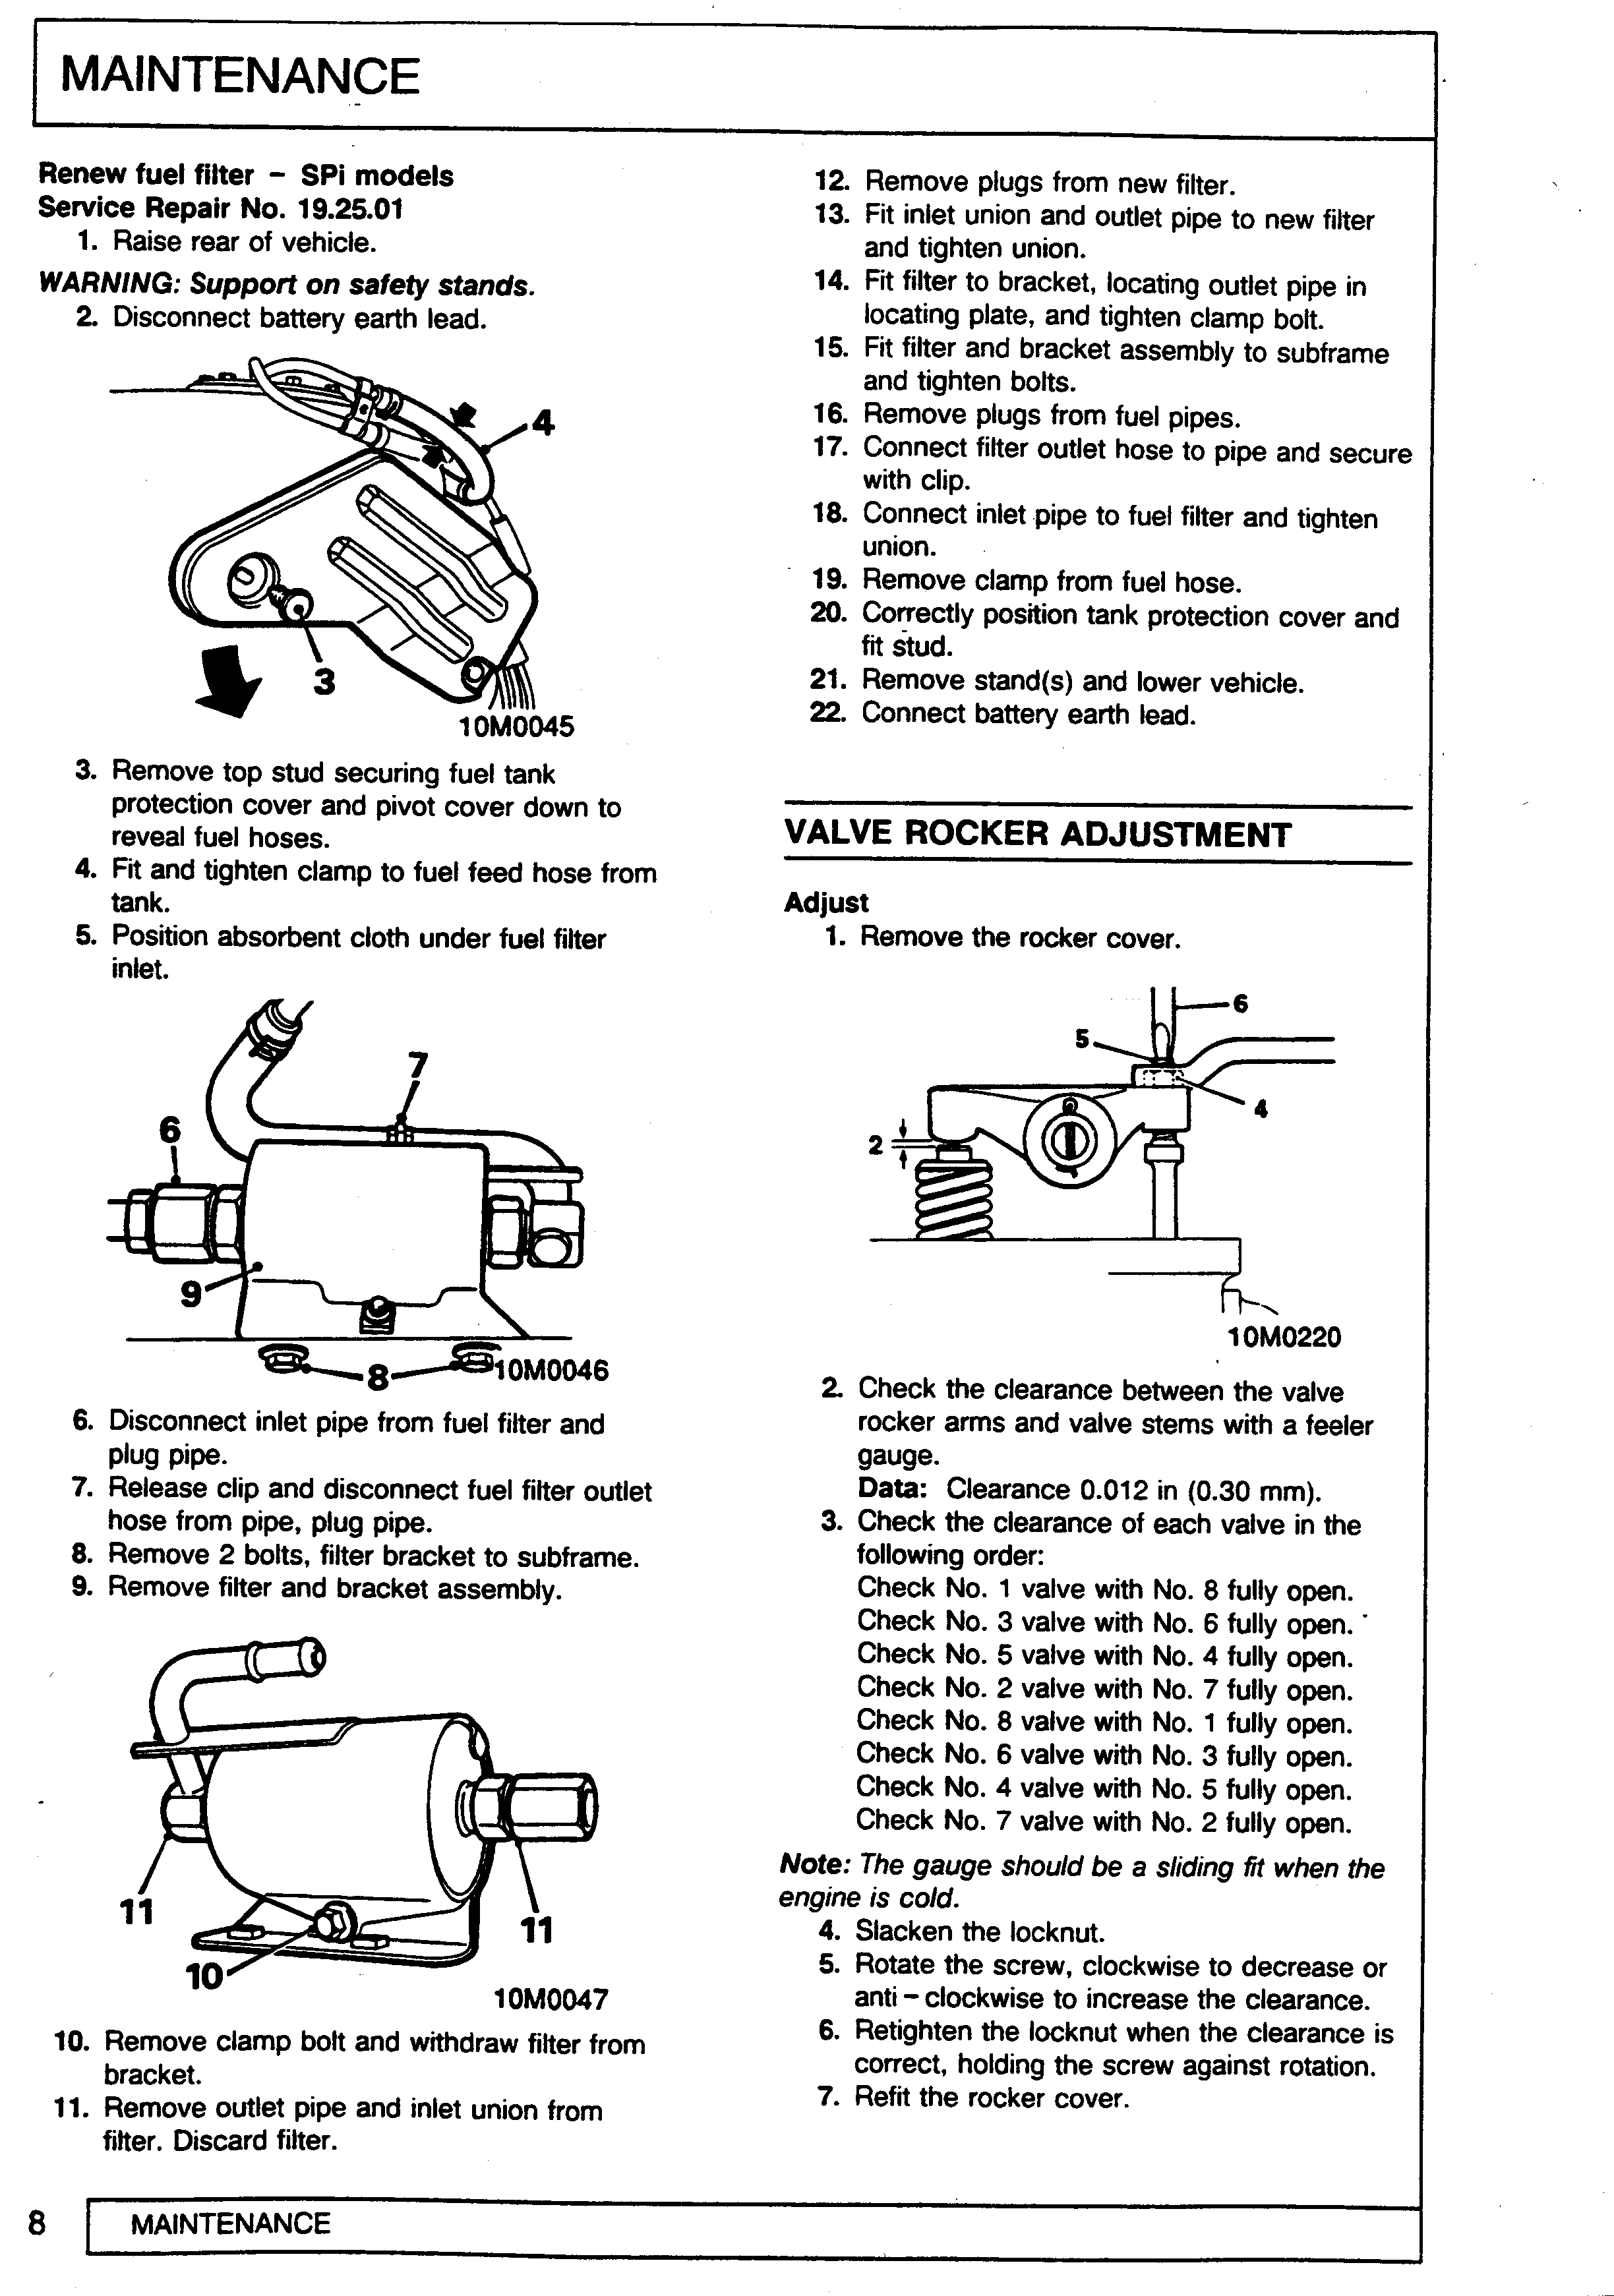 MAINTENANCE
Renew fuel filter – SPi models
Service Repair No. 19.25.01
1. Raise rear of vehicle.
WARNING: Support on safety stands.
2. Disconnect battery earth lead.
4
3
10M0045
3. Remove top stud securing fuel tank
protection cover and pivot cover down to
reveal fuel hoses.
4. Fit and tighten clamp to fuel feed hose from
tank.
5. Position absorbent cloth under fuel filter
inlet.
7
6
9
8
10M0046
6. Disconnect inlet pipe from fuel filter and
plug pipe.
7. Release clip and disconnect fuel filter outlet
hose from pipe, plug pipe.
8. Remove 2 bolts, filter bracket to subframe.
9. Remove filter and bracket assembly.
11
11
10
10M0047
10. Remove clamp bolt and withdraw filter from
bracket.
11. Remove outlet pipe and inlet union from
filter. Discard filter.
12. Remove plugs from new filter.
13. Fit inlet union and outlet pipe to new filter
and tighten union.
14. Fit filter to bracket, locating outlet pipe in
locating plate, and tighten clamp bolt.
15. Fit filter and bracket assembly to subframe
and tighten bolts.
16. Remove plugs from fuel pipes.
17. Connect filter outlet hose to pipe and secure
with clip.
18. Connect inlet pipe to fuel filter and tighten
union.
19. Remove clamp from fuel hose.
20. Correctly position tank protection cover and
fit stud.
21. Remove stand(s) and lower vehicle.
22. Connect battery earth lead.
VALVE ROCKER ADJUSTMENT
Adjust
1. Remove the rocker cover.
6
5
4
2
10M0220
2. Check the clearance between the valve
rocker arms and valve stems with a feeler
gauge.
Data: Clearance 0.012 in (0.30 mm).
3. Check the clearance of each valve in the
following order:
Check No. 1 valve with No. 8 fully open.
Check No. 3 valve with No. 6 fully open.
Check No. 5 valve with No. 4 fully open.
Check No. 2 valve with No. 7 fully open.
Check No. 8 valve with No. 1 fully open.
Check No. 6 valve with No. 3 fully open.
Check No. 4 valve with No. 5 fully open.
Check No. 7 valve with No. 2 fully open.
Note: The gauge should be a sliding fit when the
engine is cold.
4. Slacken the locknut.
5. Rotate the screw, clockwise to decrease or
anti – clockwise to increase the clearance.
6. Retighten the locknut when the clearance is
correct, holding the screw against rotation.
7. Refit the rocker cover.
8 MAINTENANCE